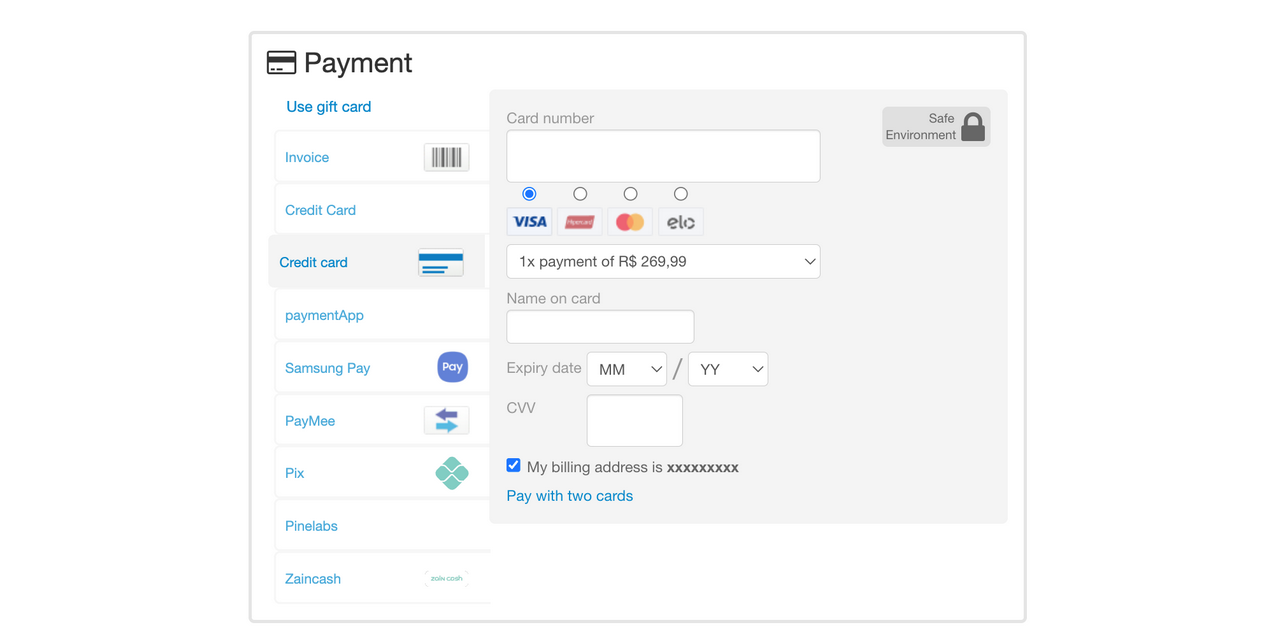 Payment
Use gift card
Invoice
Credit Card
Credit card
paymentApp
Samsung Pay
Pay
PayMee
Pix
Pinelabs
Zaincash
zain cash
Card number
Safe
Environment
VISA
Hipercard
elo
1x payment of R$ 269,99
Name on card
Expiry date
MM
/
YY
CVV
My billing address is xxxxxxxxx
Pay with two cards